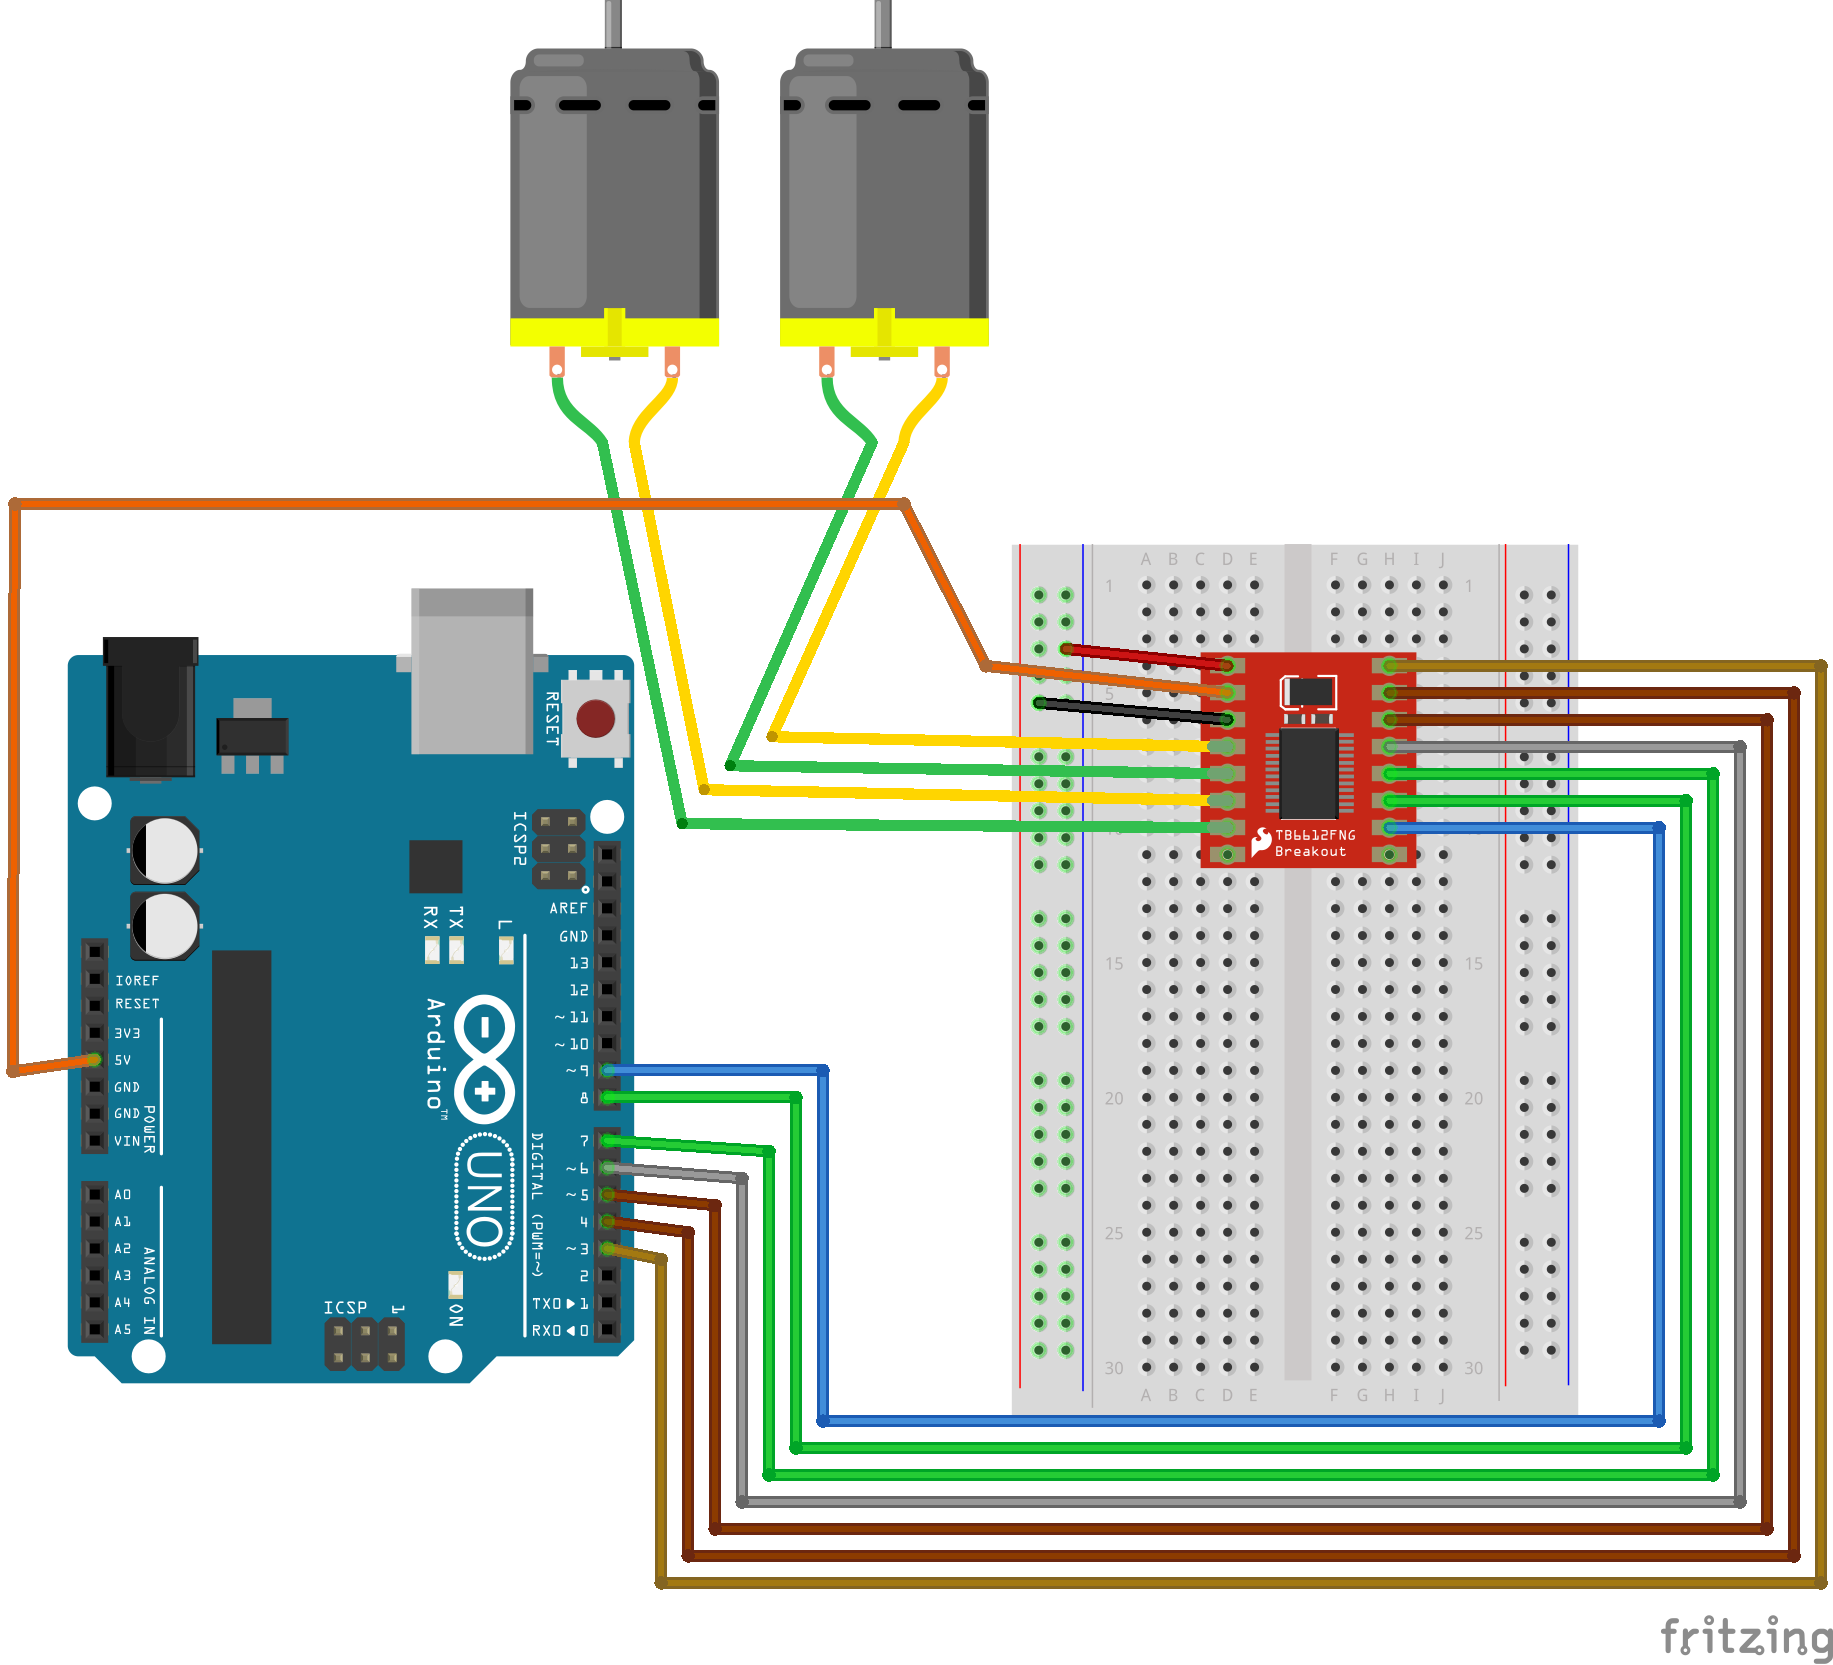 A B C D E F G H I J
1 1
5
RESET
TB6612FNG
Breakout
ICSP2
AREF
GND
13
12
~11
~10
~9
8
RX TX L
IOREF
RESET
3V3
5V
GND
GND
VIN
POWER
Arduino™
UNO
7
~6
~5
4
~3
2
TX0▶1
RX0◀0
DIGITAL (PWM=~)
A0
A1
A2
A3
A4
A5
ANALOG IN
ICSP 1
ON
15 15
20 20
25 25
30 30
A B C D E F G H I J
fritzing